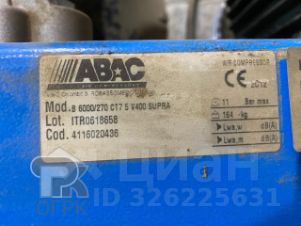 ABAC
AIR COMPRESSOR
CE
2012
Mod. B 6000/270 CT7 5 V400 SUPRA
11 Bar max
Lot. ITR0618658
164 kg
Cod. 4116020436
Lwa,w dB(A)
Lwa,m dB(A)
ЦИАН
ОГРК
ID 326225631